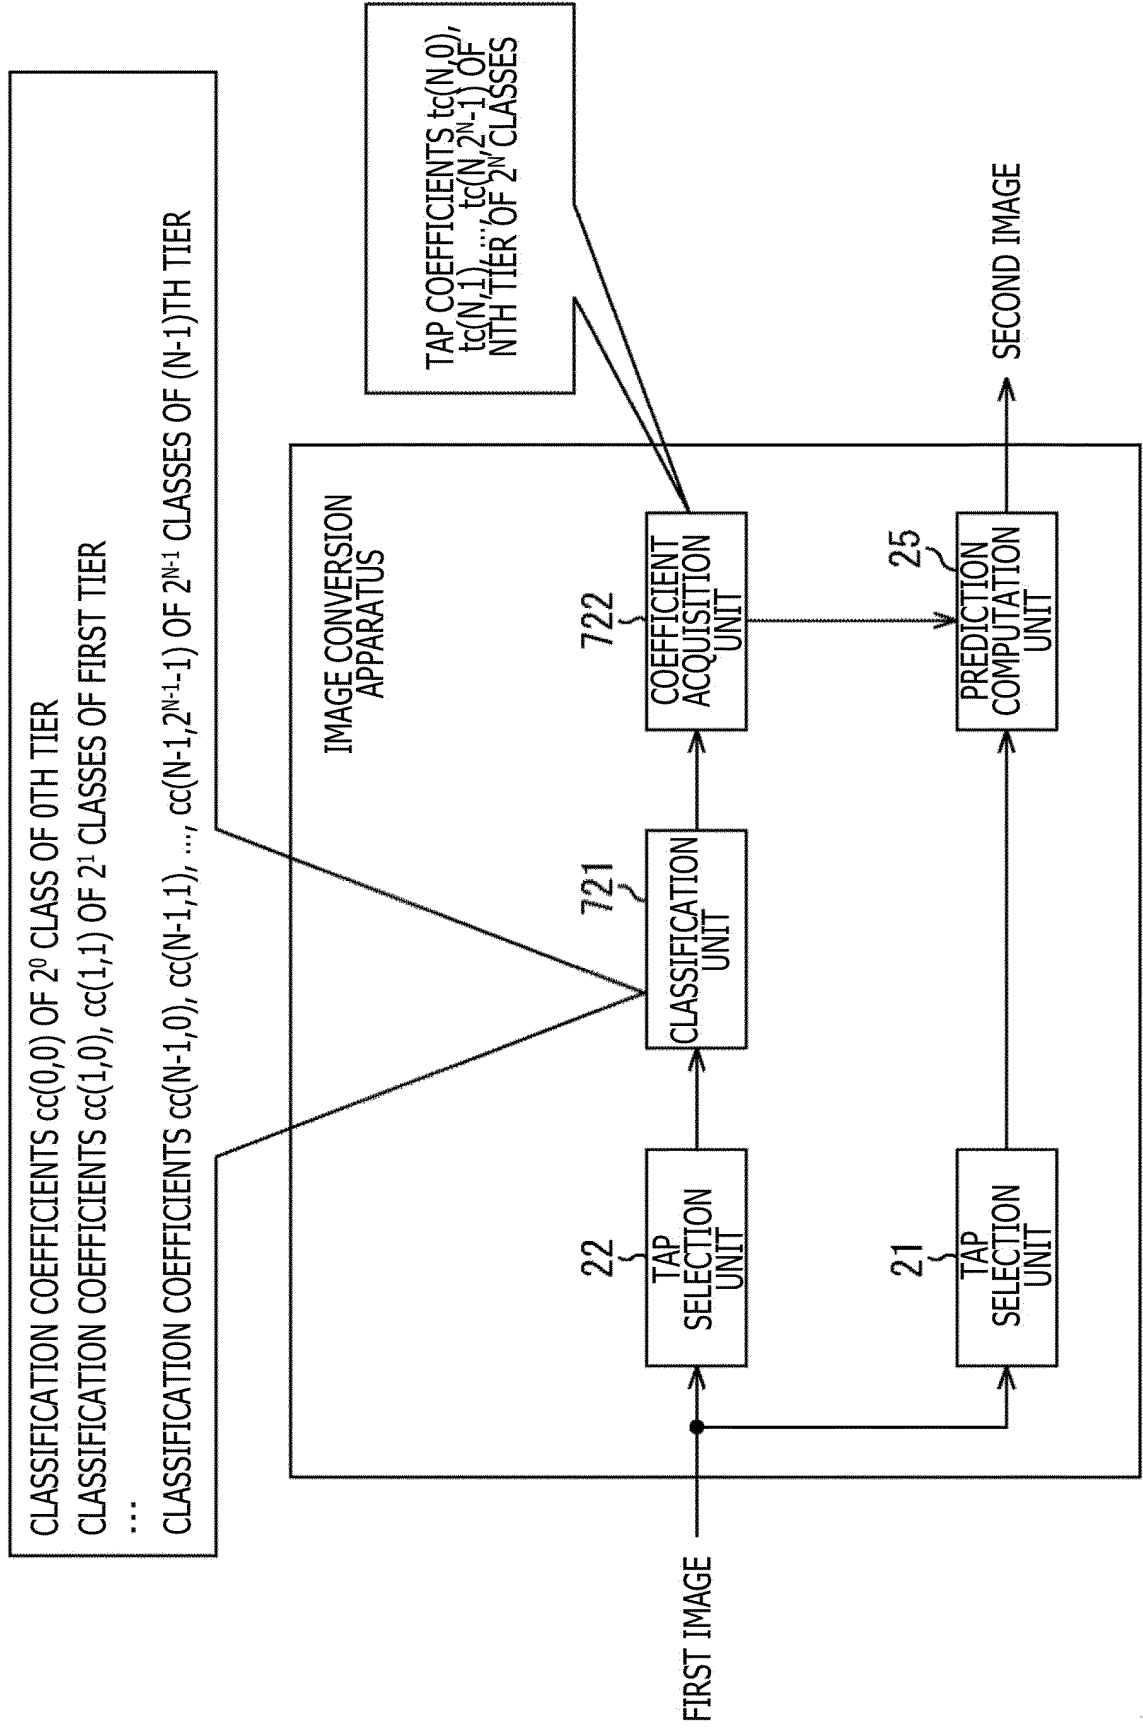 CLASSIFICATION COEFFICIENTS cc(0,0) OF 2⁰ CLASS OF 0TH TIER
CLASSIFICATION COEFFICIENTS cc(1,0), cc(1,1) OF 2¹ CLASSES OF FIRST TIER
...
CLASSIFICATION COEFFICIENTS cc(N-1,0), cc(N-1,1), ..., cc(N-1,2ᴺ⁻¹-1) OF 2ᴺ⁻¹ CLASSES OF (N-1)TH TIER
TAP COEFFICIENTS tc(N,0),
tc(N,1), ..., tc(N,2ᴺ-1) OF
NTH TIER OF 2ᴺ CLASSES
IMAGE CONVERSION
APPARATUS
FIRST IMAGE
22
TAP
SELECTION
UNIT
721
CLASSIFICATION
UNIT
722
COEFFICIENT
ACQUISITION
UNIT
21
TAP
SELECTION
UNIT
25
PREDICTION
COMPUTATION
UNIT
SECOND IMAGE